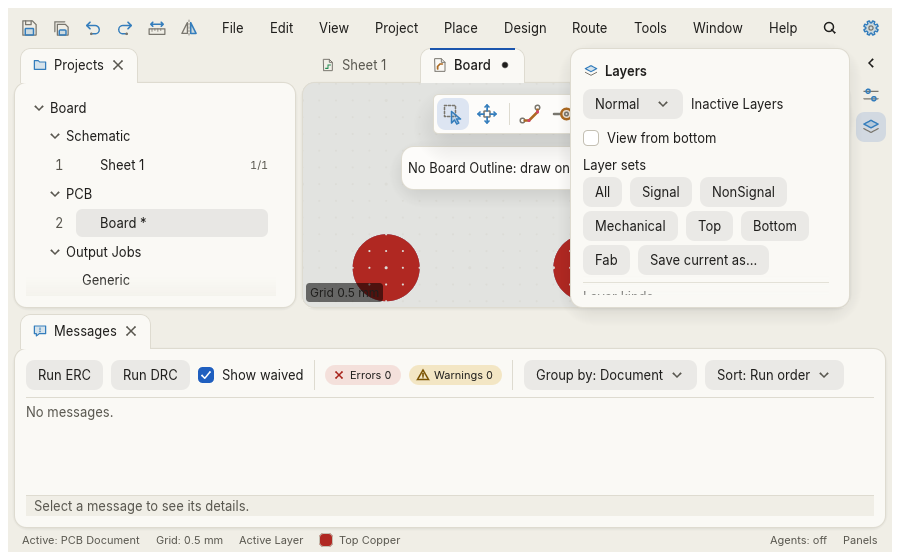 File Edit View Project Place Design Route Tools Window Help
Projects
Sheet 1
Board
Board
Schematic
1 Sheet 1 1/1
PCB
2 Board *
Output Jobs
Generic
No Board Outline: draw on
Grid 0.5 mm
Layers
Normal Inactive Layers
View from bottom
Layer sets
All Signal NonSignal
Mechanical Top Bottom
Fab Save current as...
Layer kinds
Messages
Run ERC Run DRC Show waived Errors 0 Warnings 0 Group by: Document Sort: Run order
No messages.
Select a message to see its details.
Active: PCB Document Grid: 0.5 mm Active Layer Top Copper Agents: off Panels